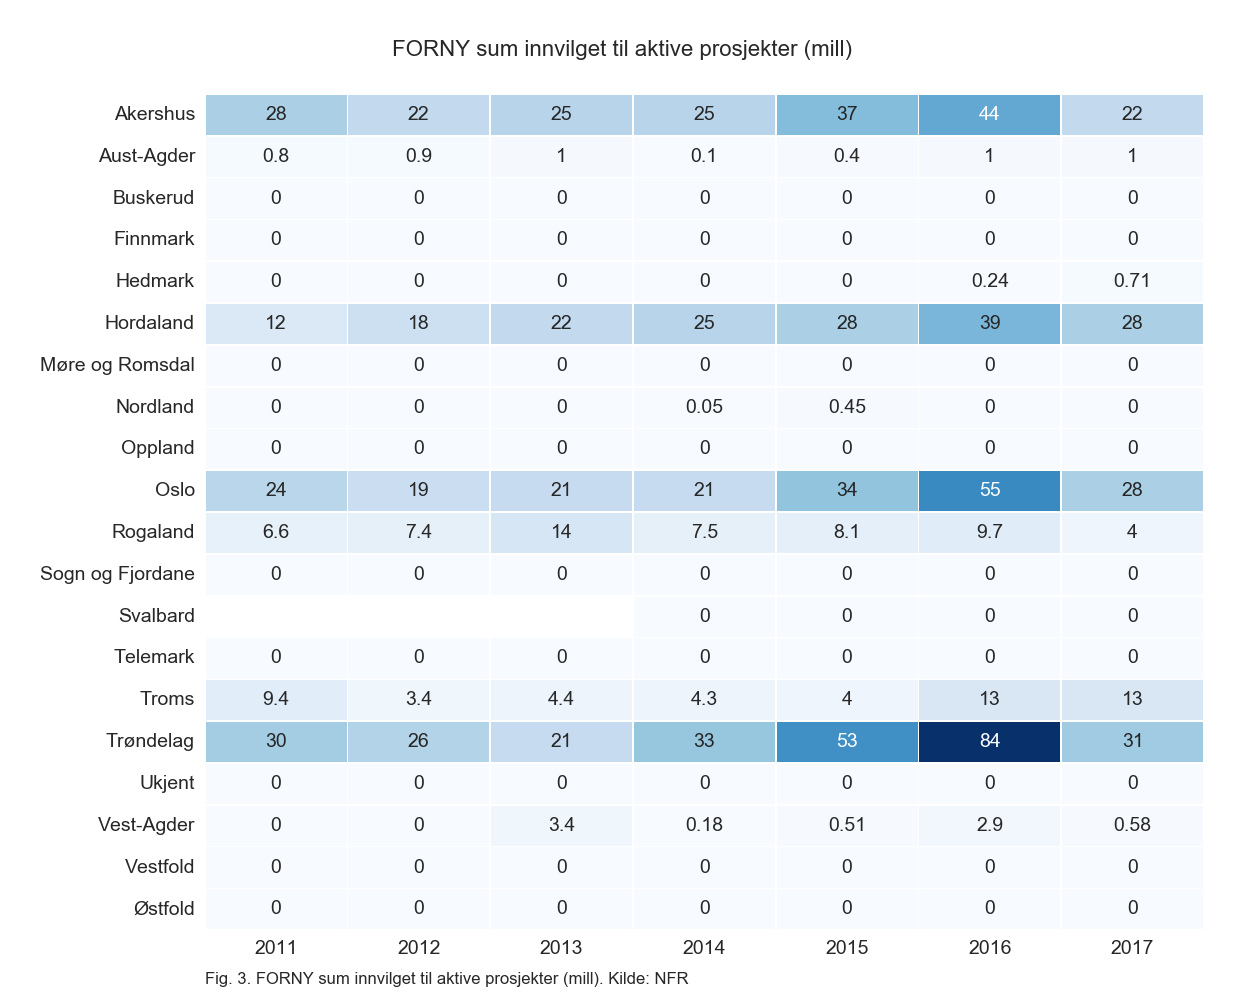 FORNY sum innvilget til aktive prosjekter (mill)
Akershus 28 22 25 25 37 44 22
Aust-Agder 0.8 0.9 1 0.1 0.4 1 1
Buskerud 0 0 0 0 0 0 0
Finnmark 0 0 0 0 0 0 0
Hedmark 0 0 0 0 0 0.24 0.71
Hordaland 12 18 22 25 28 39 28
Møre og Romsdal 0 0 0 0 0 0 0
Nordland 0 0 0 0.05 0.45 0 0
Oppland 0 0 0 0 0 0 0
Oslo 24 19 21 21 34 55 28
Rogaland 6.6 7.4 14 7.5 8.1 9.7 4
Sogn og Fjordane 0 0 0 0 0 0 0
Svalbard 0 0 0 0
Telemark 0 0 0 0 0 0 0
Troms 9.4 3.4 4.4 4.3 4 13 13
Trøndelag 30 26 21 33 53 84 31
Ukjent 0 0 0 0 0 0 0
Vest-Agder 0 0 3.4 0.18 0.51 2.9 0.58
Vestfold 0 0 0 0 0 0 0
Østfold 0 0 0 0 0 0 0
2011 2012 2013 2014 2015 2016 2017
Fig. 3. FORNY sum innvilget til aktive prosjekter (mill). Kilde: NFR